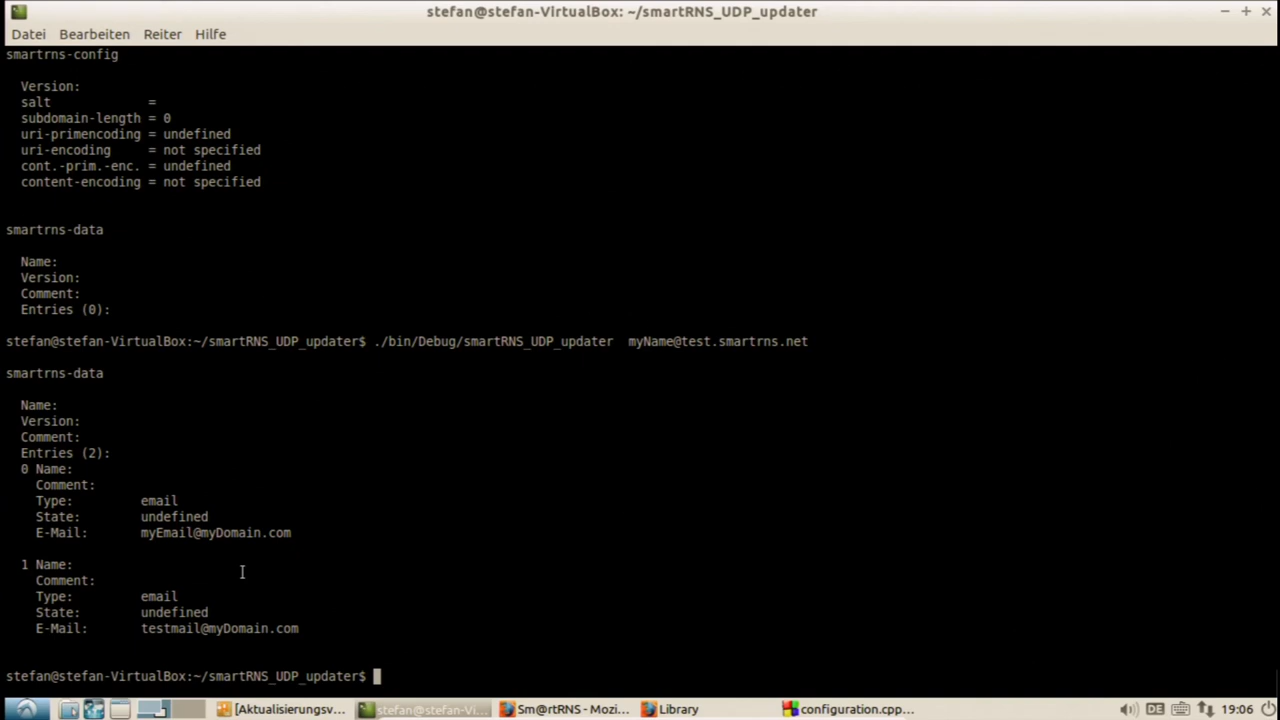 stefan@stefan-VirtualBox: ~/smartRNS_UDP_updater
Datei Bearbeiten Reiter Hilfe
smartrns-config
Version:
salt =
subdomain-length = 0
uri-primencoding = undefined
uri-encoding = not specified
cont.-prim.-enc. = undefined
content-encoding = not specified
smartrns-data
Name:
Version:
Comment:
Entries (0):
stefan@stefan-VirtualBox:~/smartRNS_UDP_updater$ ./bin/Debug/smartRNS_UDP_updater myName@test.smartrns.net
smartrns-data
Name:
Version:
Comment:
Entries (2):
0 Name:
Comment:
Type: email
State: undefined
E-Mail: myEmail@myDomain.com
1 Name:
Comment:
Type: email
State: undefined
E-Mail: testmail@myDomain.com
stefan@stefan-VirtualBox:~/smartRNS_UDP_updater$
[Aktualisierungsv... stefan@stefan-Vi... Sm@rtRNS - Mozi... Library configuration.cpp... DE 19:06